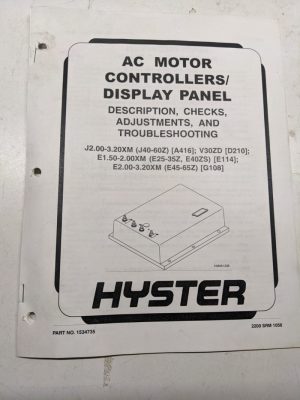 AC MOTOR
CONTROLLERS/
DISPLAY PANEL
DESCRIPTION, CHECKS,
ADJUSTMENTS, AND
TROUBLESHOOTING
J2.00-3.20XM (J40-60Z) [A416]; V30ZD [D210];
E1.50-2.00XM (E25-35Z, E40ZS) [E114];
E2.00-3.20XM (E45-65Z) [G108]
HYSTER
PART NO. 1534735
2200 SRM 1056